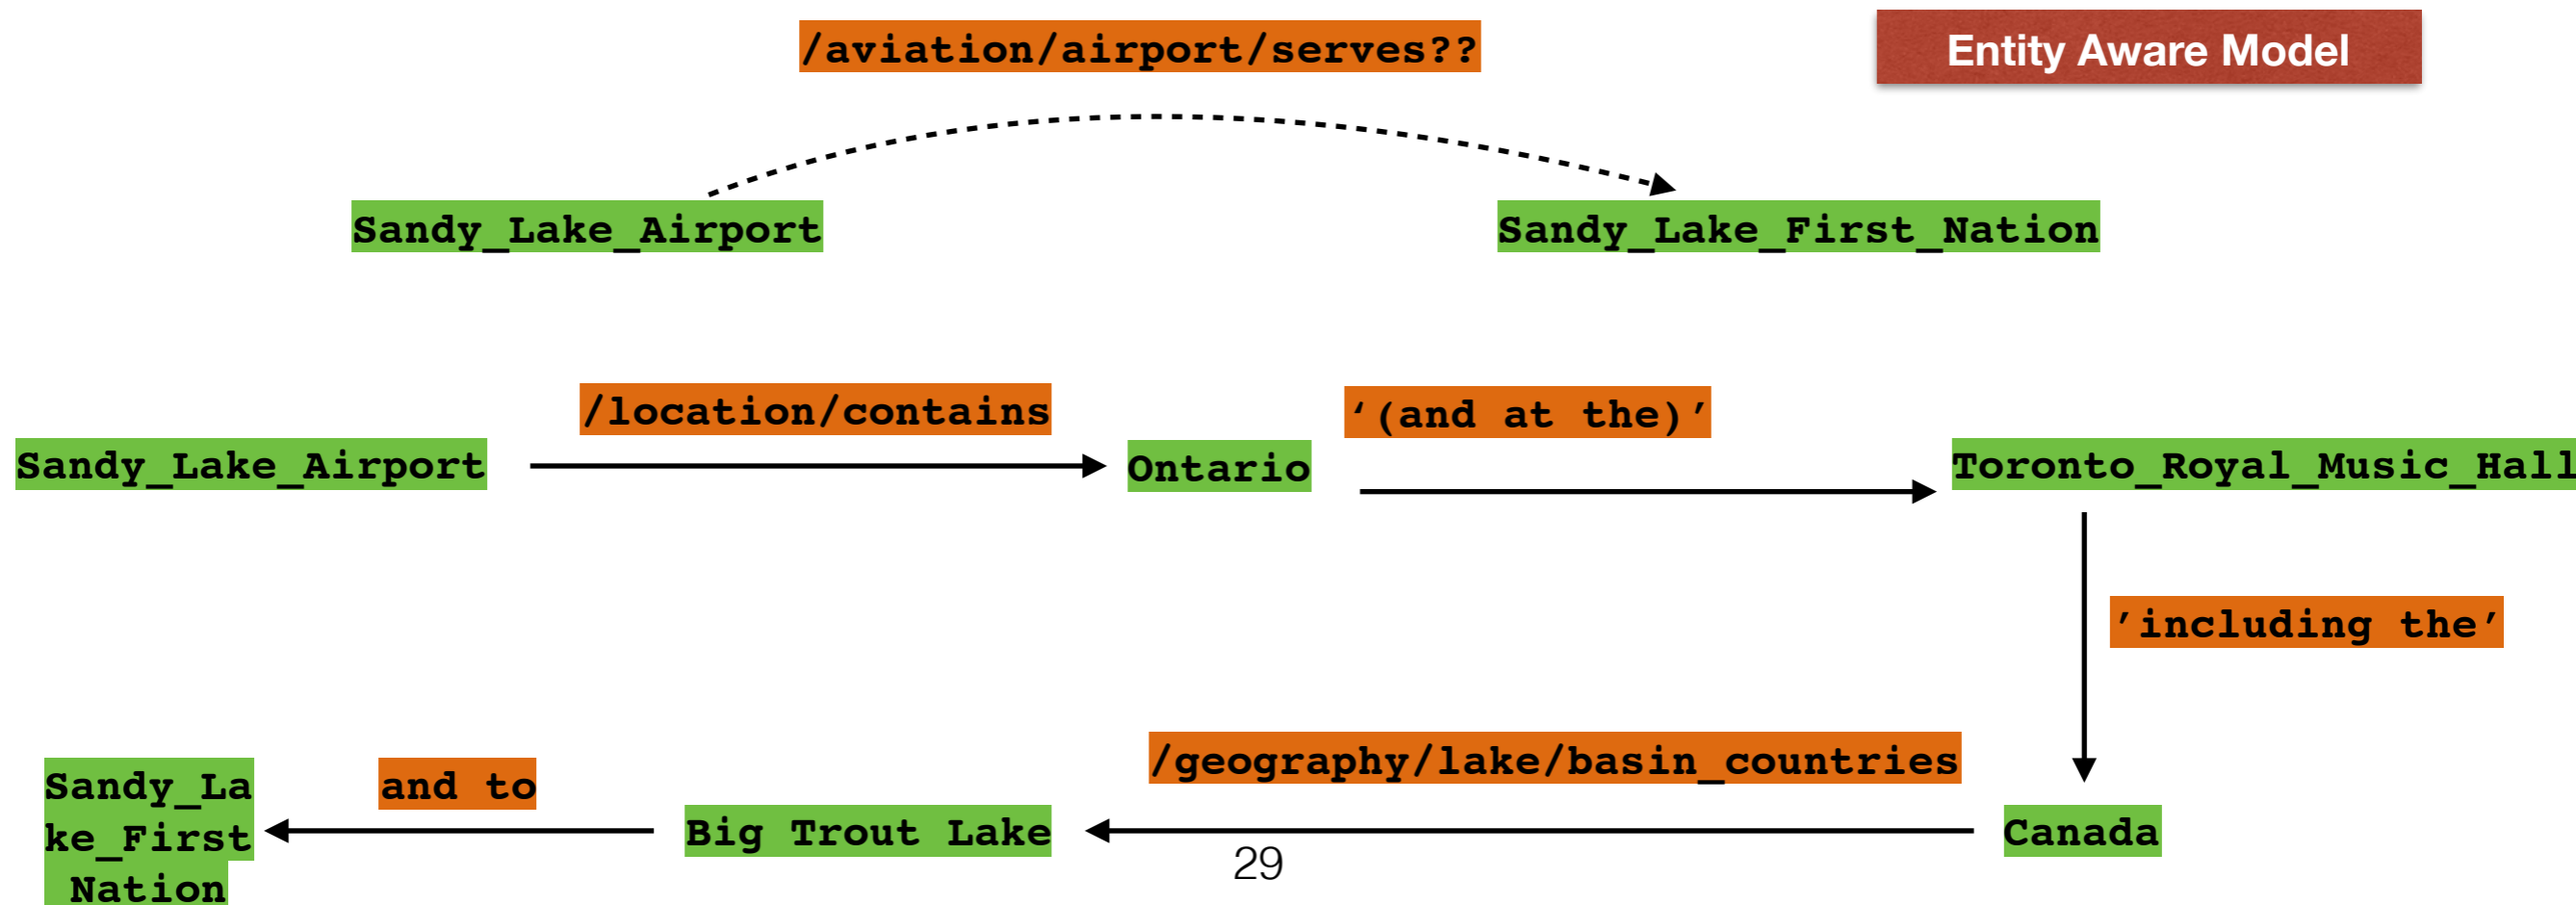 /aviation/airport/serves??
Entity Aware Model
Sandy_Lake_Airport
Sandy_Lake_First_Nation
/location/contains
‘(and at the)’
Sandy_Lake_Airport
Ontario
Toronto_Royal_Music_Hall
’including the’
/geography/lake/basin_countries
Sandy_La
ke_First
_Nation
and to
Big Trout Lake
Canada
29